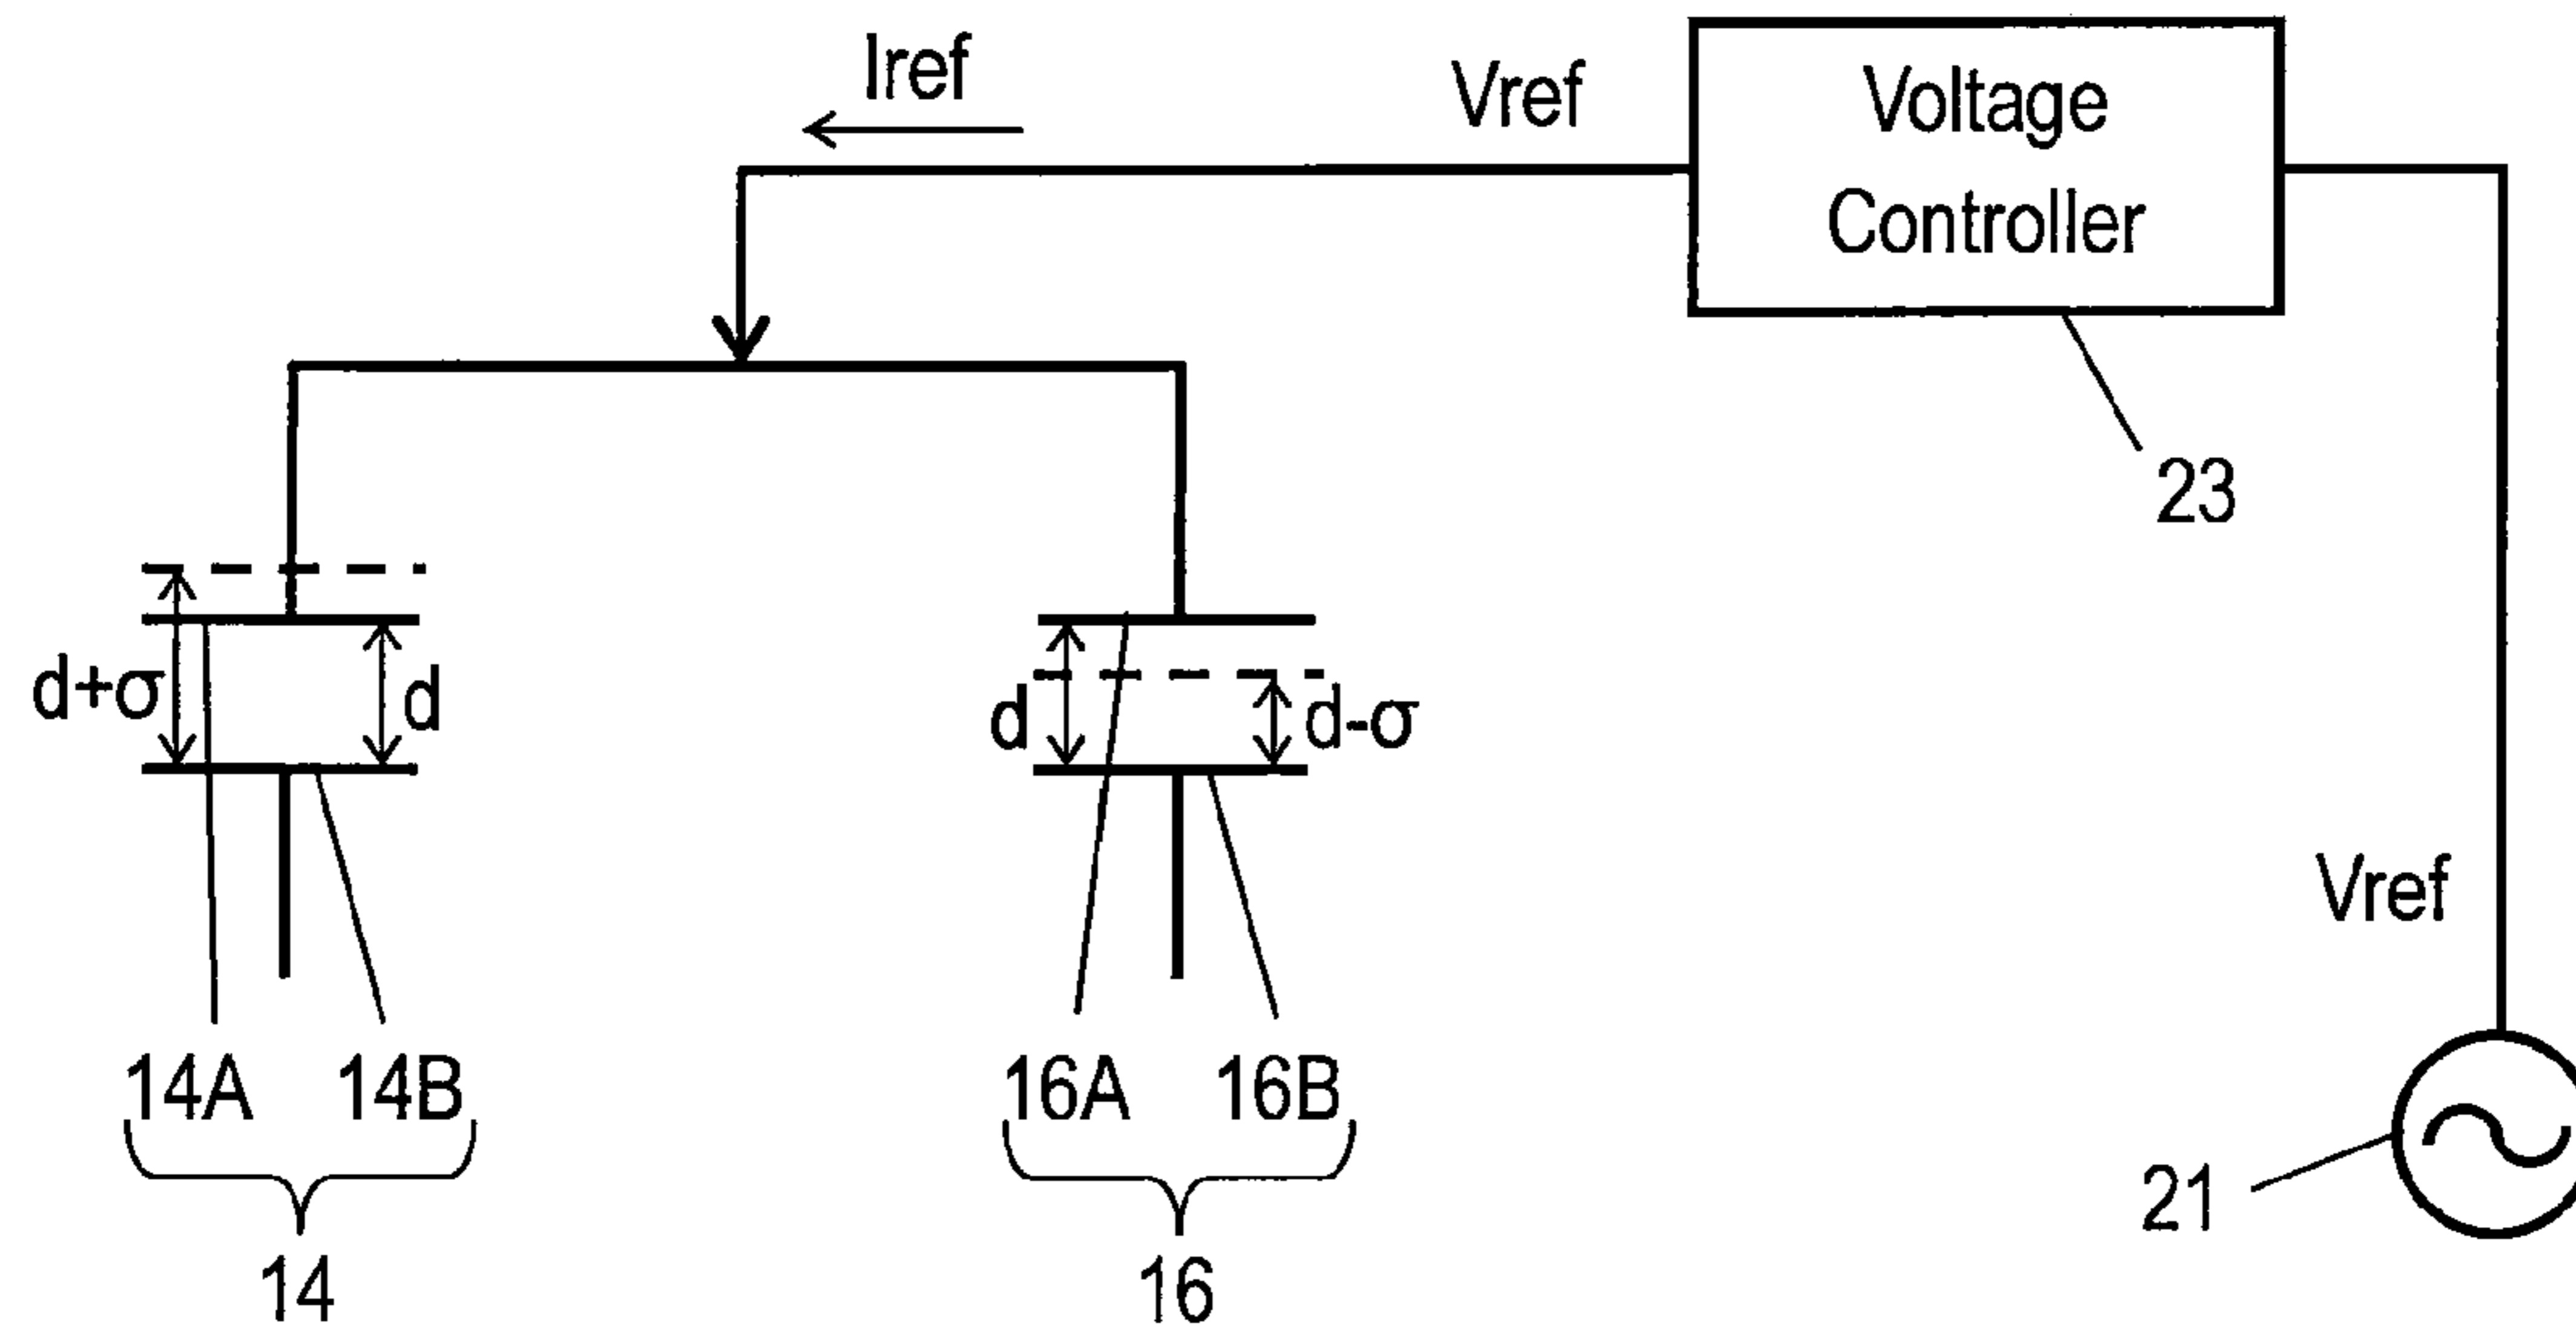 Iref
Vref
Voltage
Controller
23
d+σ
d
d
d-σ
Vref
14A
14B
16A
16B
21
14
16